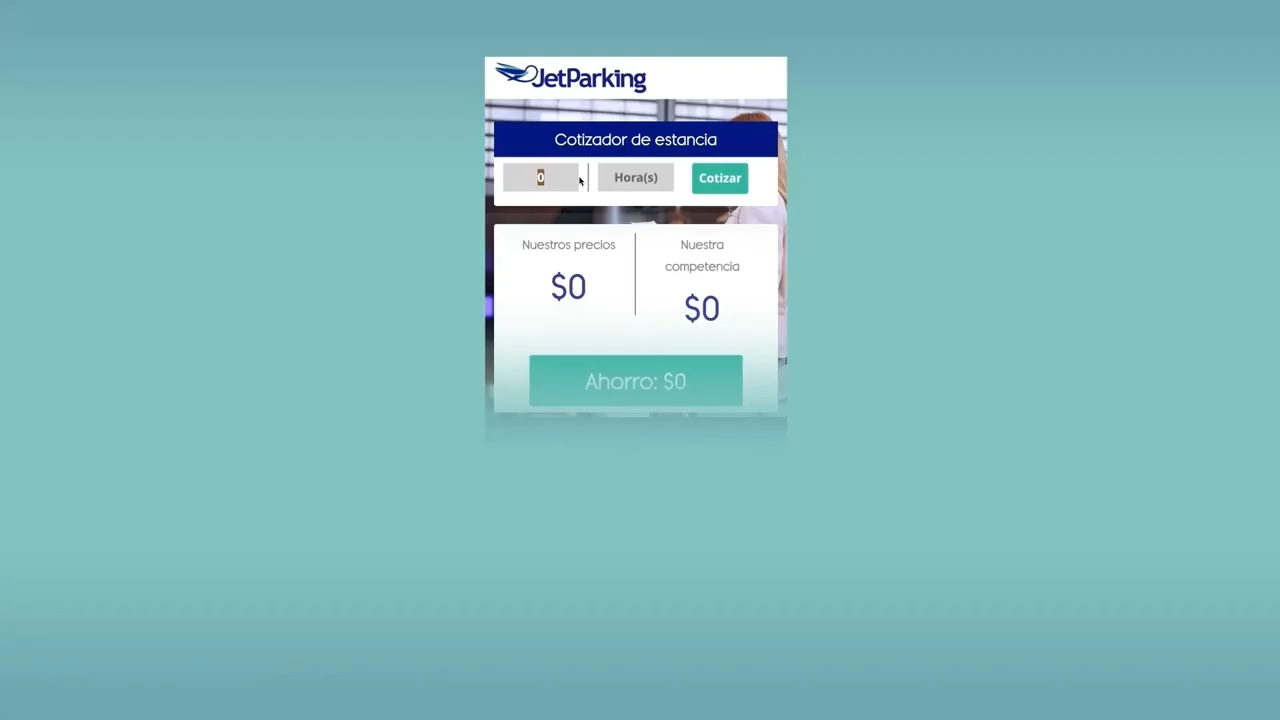 JetParking
Cotizador de estancia
0
Hora(s)
Cotizar
Nuestros precios
$0
Nuestra
competencia
$0
Ahorro: $0